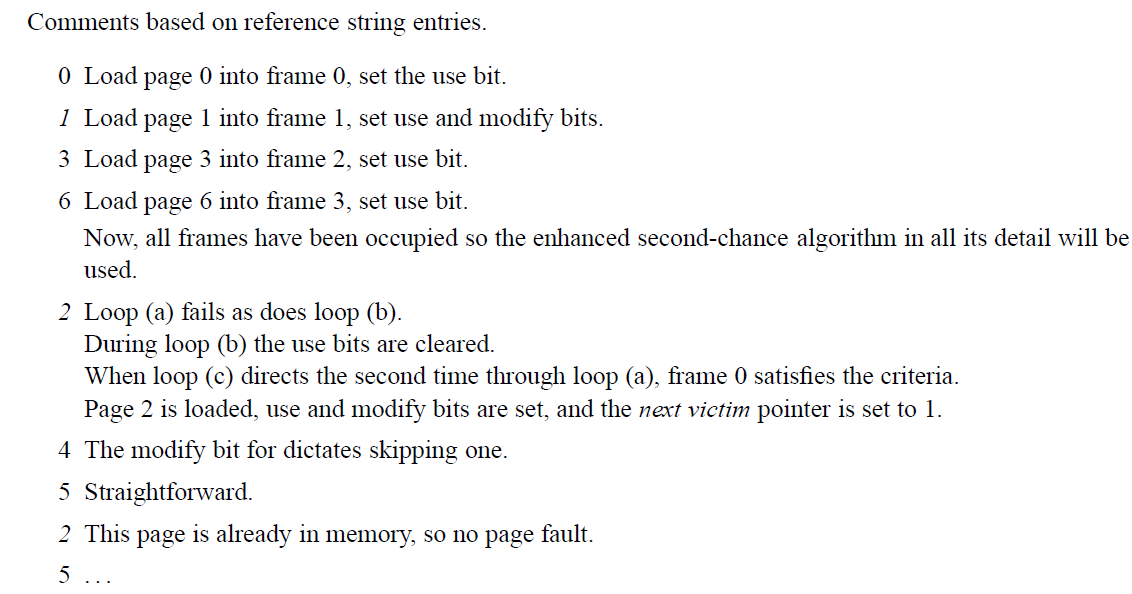 Comments based on reference string entries.
0 Load page 0 into frame 0, set the use bit.
1 Load page 1 into frame 1, set use and modify bits.
3 Load page 3 into frame 2, set use bit.
6 Load page 6 into frame 3, set use bit.
Now, all frames have been occupied so the enhanced second-chance algorithm in all its detail will be
used.
2 Loop (a) fails as does loop (b).
During loop (b) the use bits are cleared.
When loop (c) directs the second time through loop (a), frame 0 satisfies the criteria.
Page 2 is loaded, use and modify bits are set, and the next victim pointer is set to 1.
4 The modify bit for dictates skipping one.
5 Straightforward.
2 This page is already in memory, so no page fault.
5 . . .